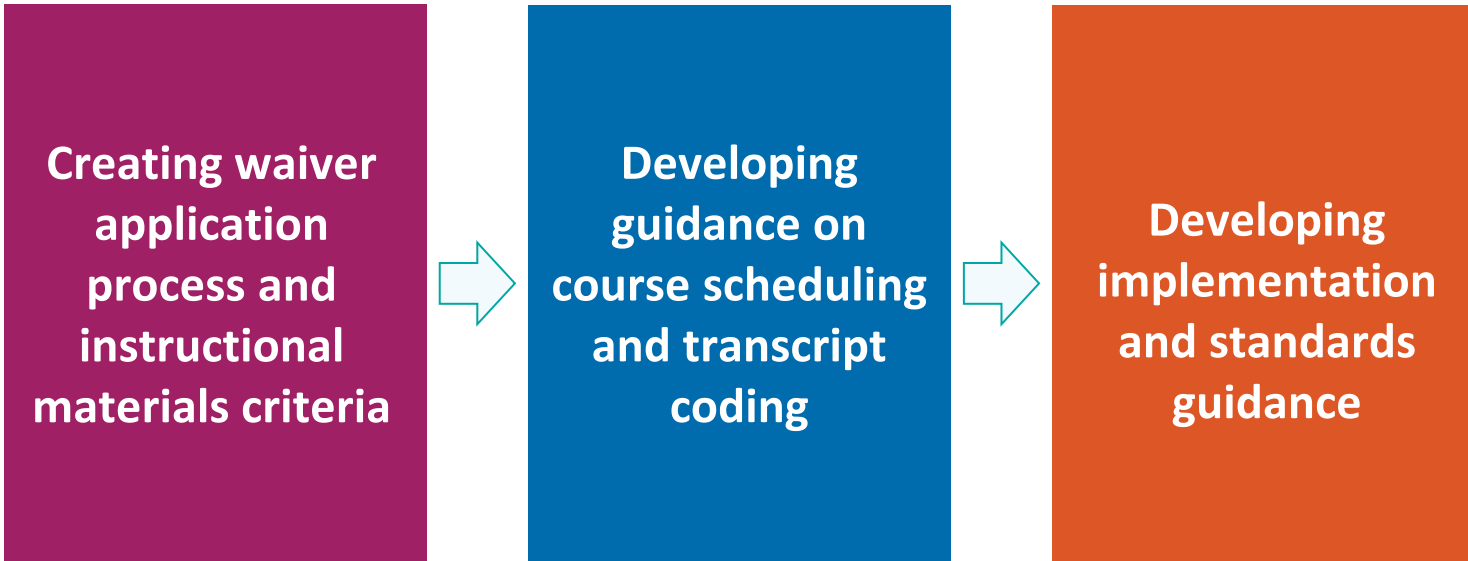 Creating waiver
application
process and
instructional
materials criteria
Developing
guidance on
course scheduling
and transcript
coding
Developing
implementation
and standards
guidance